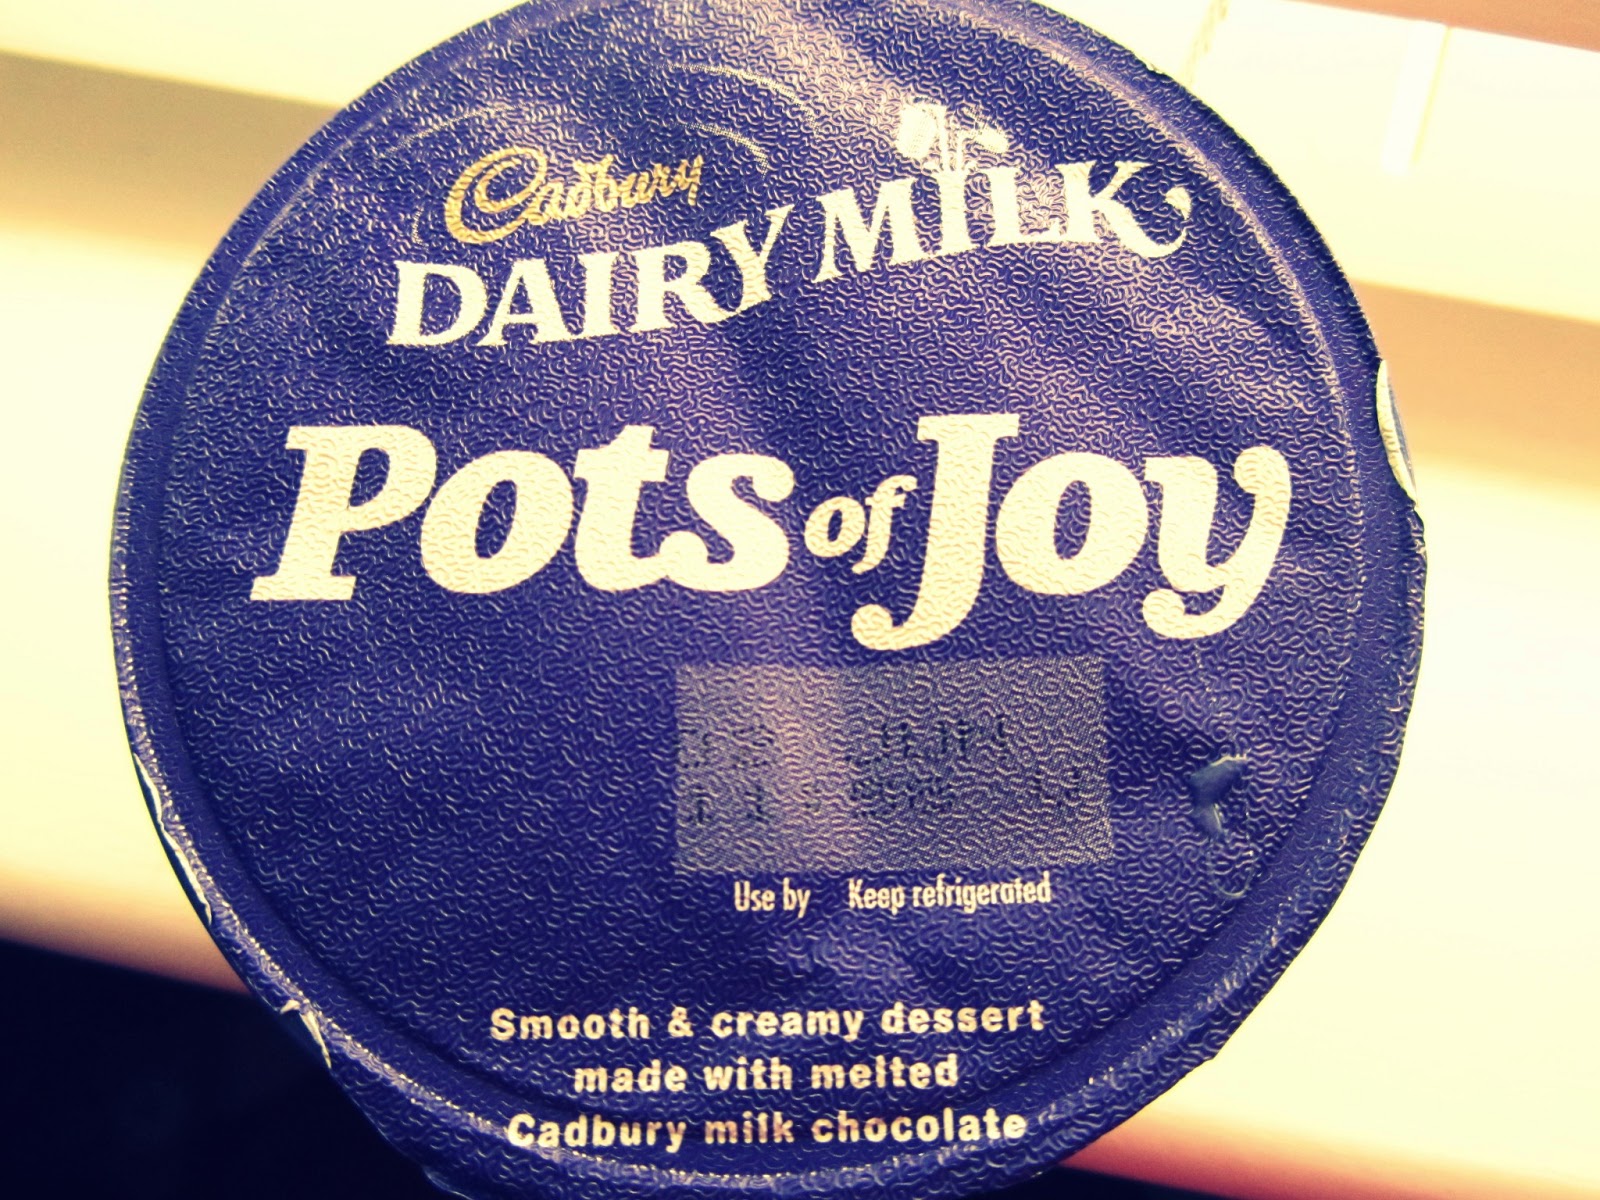 Cadbury
DAIRY MILK
Pots of Joy
Use by Keep refrigerated
Smooth & creamy dessert
made with melted
Cadbury milk chocolate